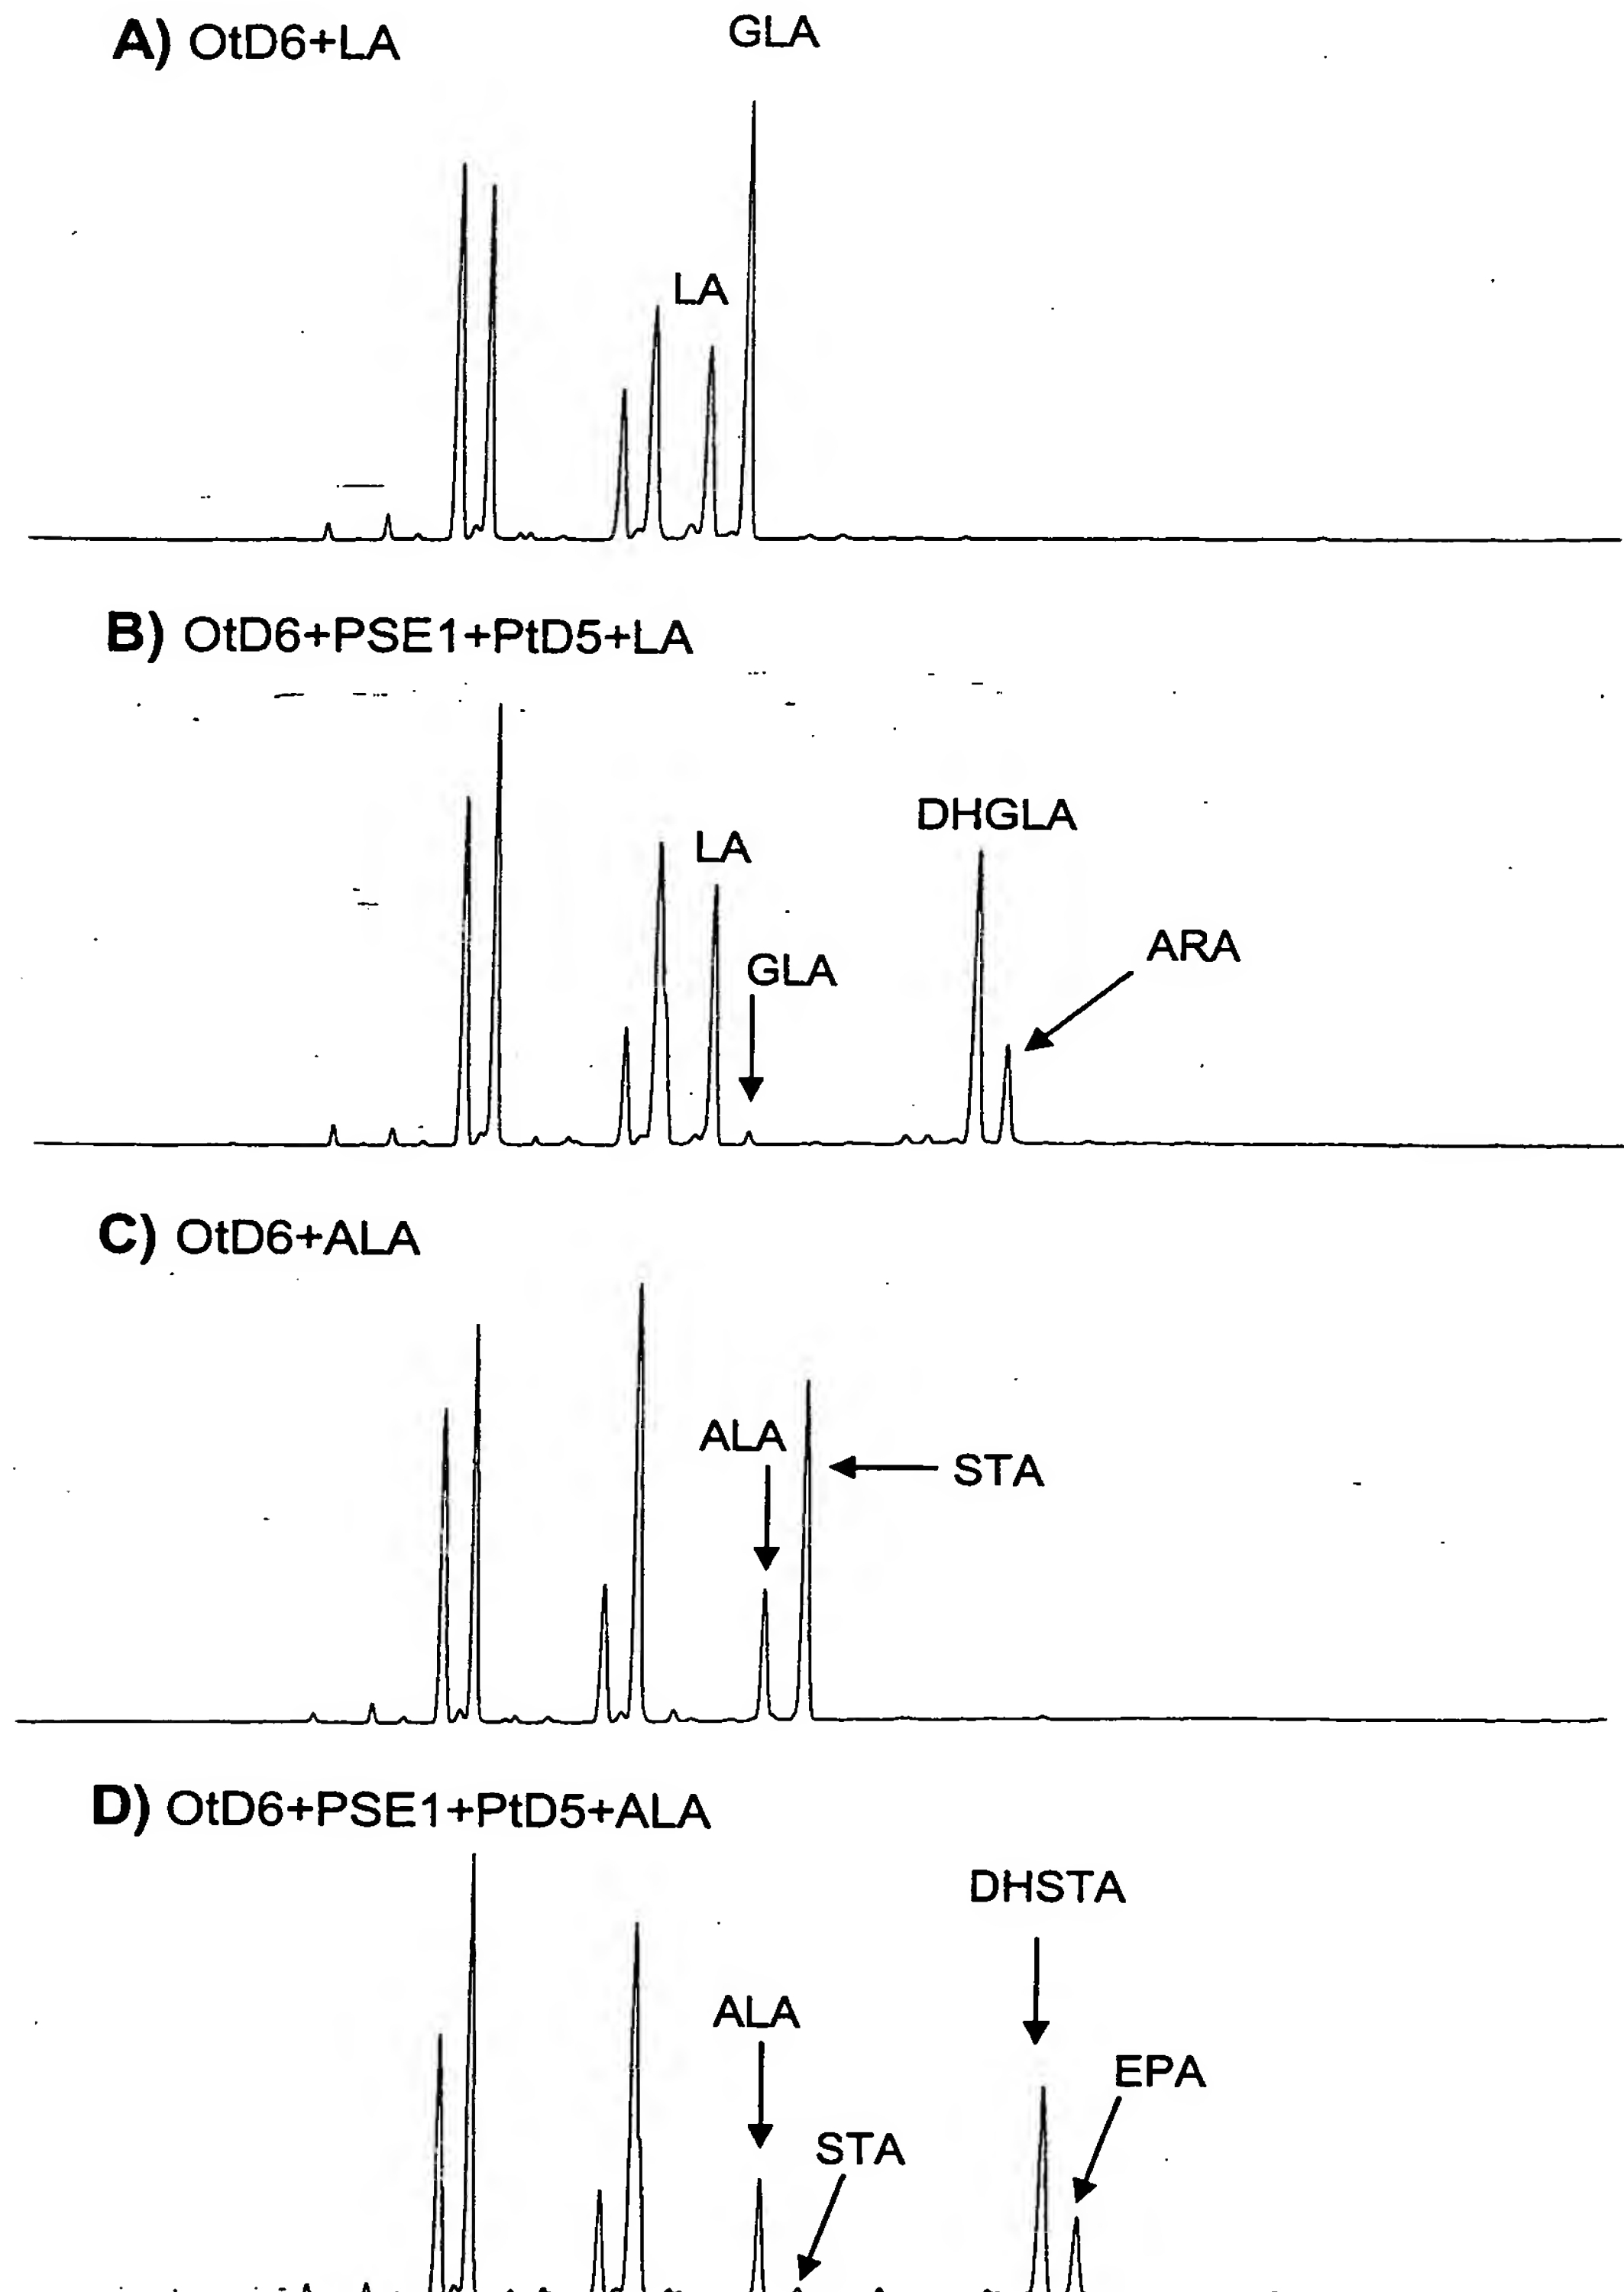 A) OtD6+LA
GLA
LA
B) OtD6+PSE1+PtD5+LA
DHGLA
LA
ARA
GLA
C) OtD6+ALA
ALA
STA
D) OtD6+PSE1+PtD5+ALA
DHSTA
ALA
EPA
STA